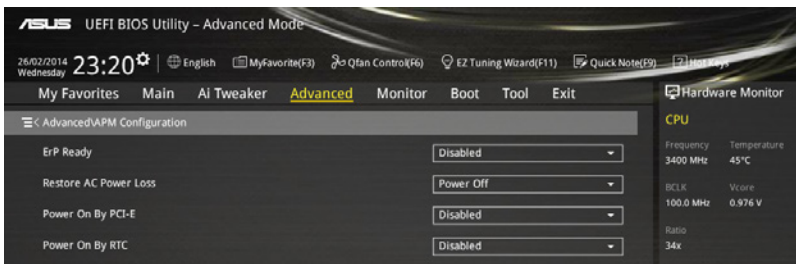 ASUS UEFI BIOS Utility – Advanced Mode
26/02/2014
Wednesday
23:20
English
MyFavorite(F3)
Qfan Control(F6)
EZ Tuning Wizard(F11)
Quick Note(F9)
Hot Keys
My Favorites Main Ai Tweaker Advanced Monitor Boot Tool Exit
< Advanced\APM Configuration
ErP Ready Disabled
Restore AC Power Loss Power Off
Power On By PCI-E Disabled
Power On By RTC Disabled
Hardware Monitor
CPU
Frequency Temperature
3400 MHz 45°C
BCLK Vcore
100.0 MHz 0.976 V
Ratio
34x